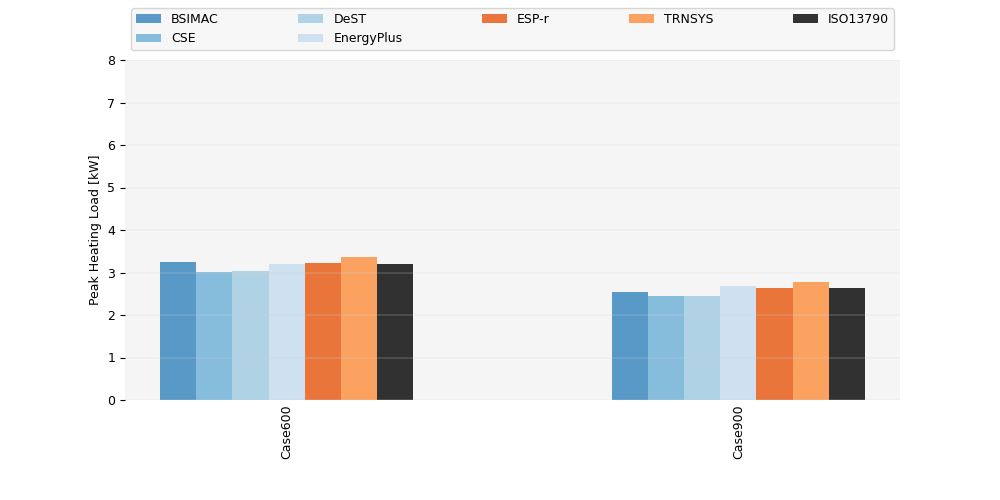 BSIMAC DeST ESP-r TRNSYS ISO13790
CSE EnergyPlus
8
7
6
5
4
3
2
1
0
Peak Heating Load [kW]
Case600
Case900